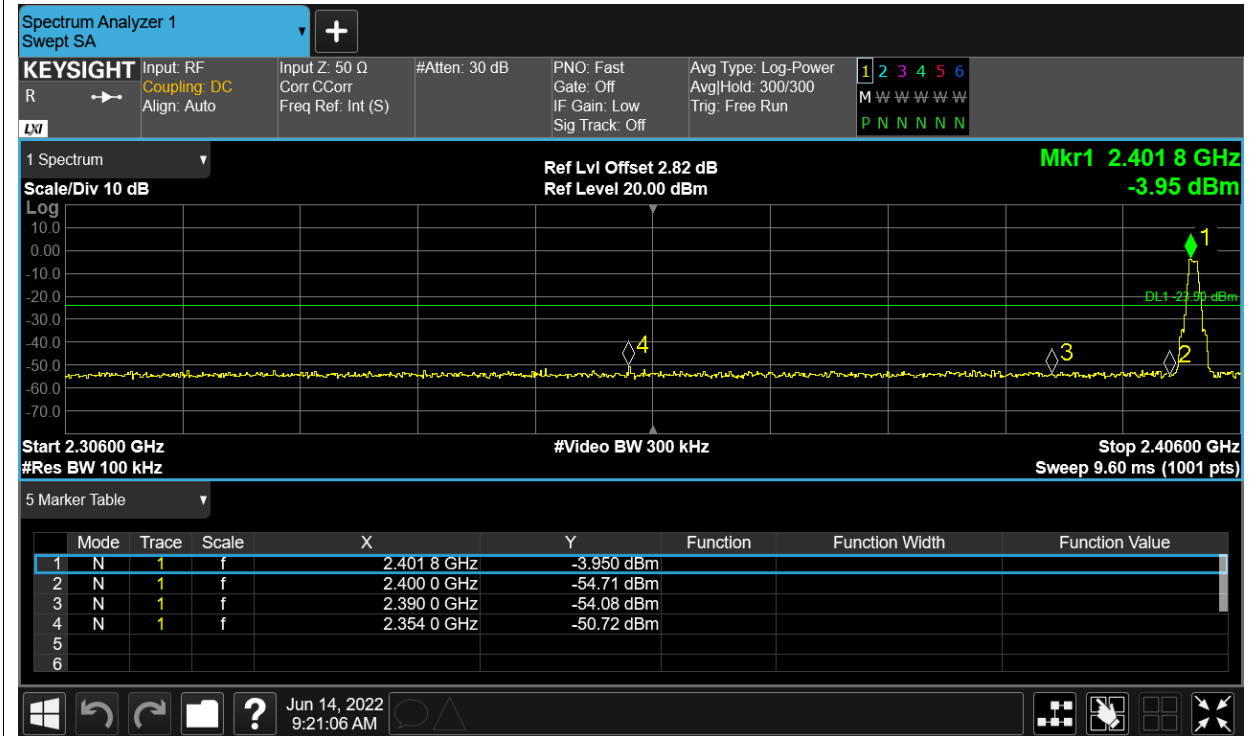 Spectrum Analyzer 1
Swept SA
+
KEYSIGHT Input: RF Input Z: 50 Ω #Atten: 30 dB PNO: Fast Avg Type: Log-Power 1 2 3 4 5 6
R Coupling: DC Corr CCorr Gate: Off Avg|Hold: 300/300 M W W W W W
Align: Auto Freq Ref: Int (S) IF Gain: Low Trig: Free Run
LXI Sig Track: Off P N N N N N
1 Spectrum Ref Lvl Offset 2.82 dB Mkr1 2.401 8 GHz
Scale/Div 10 dB Ref Level 20.00 dBm -3.95 dBm
Log
10.0
0.00
-10.0
-20.0
-30.0
-40.0
-50.0
-60.0
-70.0
1
DL1 -23.90 dBm
4
3
2
Start 2.30600 GHz #Video BW 300 kHz Stop 2.40600 GHz
#Res BW 100 kHz Sweep 9.60 ms (1001 pts)
5 Marker Table
Mode Trace Scale X Y Function Function Width Function Value
1 N 1 f 2.401 8 GHz -3.950 dBm
2 N 1 f 2.400 0 GHz -54.71 dBm
3 N 1 f 2.390 0 GHz -54.08 dBm
4 N 1 f 2.354 0 GHz -50.72 dBm
5
6
? Jun 14, 2022
9:21:06 AM